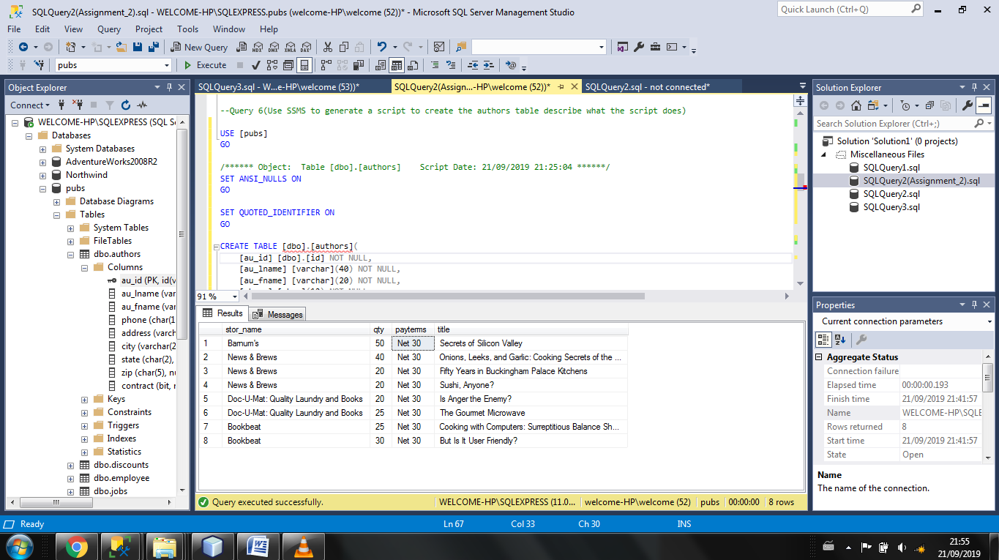 SQLQuery2(Assignment_2).sql - WELCOME-HP\SQLEXPRESS.pubs (welcome-HP\welcome (52))* - Microsoft SQL Server Management Studio
Quick Launch (Ctrl+Q)
File Edit View Query Project Tools Window Help
New Query MDX DMX XMLA DAX
pubs Execute
Object Explorer
Connect
WELCOME-HP\SQLEXPRESS (SQL S
Databases
System Databases
AdventureWorks2008R2
Northwind
pubs
Database Diagrams
Tables
System Tables
FileTables
dbo.authors
Columns
au_id (PK, id(v
au_lname (var
au_fname (var
phone (char(1
address (varch
city (varchar(2
state (char(2),
zip (char(5), nu
contract (bit, n
Keys
Constraints
Triggers
Indexes
Statistics
dbo.discounts
dbo.employee
dbo.jobs
SQLQuery3.sql - W...e-HP\welcome (53))*
SQLQuery2(Assign...-HP\welcome (52))*
SQLQuery2.sql - not connected*
--Query 6(Use SSMS to generate a script to create the authors table describe what the script does)
USE [pubs]
GO
/****** Object:  Table [dbo].[authors]    Script Date: 21/09/2019 21:25:04 ******/
SET ANSI_NULLS ON
GO
SET QUOTED_IDENTIFIER ON
GO
CREATE TABLE [dbo].[authors](
[au_id] [dbo].[id] NOT NULL,
[au_lname] [varchar](40) NOT NULL,
[au_fname] [varchar](20) NOT NULL,
91 %
Results Messages
stor_name qty payterms title
1 Barnum's 50 Net 30 Secrets of Silicon Valley
2 News & Brews 40 Net 30 Onions, Leeks, and Garlic: Cooking Secrets of the ...
3 News & Brews 20 Net 30 Fifty Years in Buckingham Palace Kitchens
4 News & Brews 20 Net 30 Sushi, Anyone?
5 Doc-U-Mat: Quality Laundry and Books 20 Net 30 Is Anger the Enemy?
6 Doc-U-Mat: Quality Laundry and Books 25 Net 30 The Gourmet Microwave
7 Bookbeat 25 Net 30 Cooking with Computers: Surreptitious Balance Sh...
8 Bookbeat 30 Net 30 But Is It User Friendly?
Query executed successfully. WELCOME-HP\SQLEXPRESS (11.0... welcome-HP\welcome (52) pubs 00:00:00 8 rows
Solution Explorer
Search Solution Explorer (Ctrl+;)
Solution 'Solution1' (0 projects)
Miscellaneous Files
SQLQuery1.sql
SQLQuery2(Assignment_2).sql
SQLQuery2.sql
SQLQuery3.sql
Properties
Current connection parameters
Aggregate Status
Connection failure
Elapsed time 00:00:00.193
Finish time 21/09/2019 21:41:57
Name WELCOME-HP\SQLE
Rows returned 8
Start time 21/09/2019 21:41:57
State Open
Name
The name of the connection.
Ready Ln 67 Col 33 Ch 30 INS
21:55
21/09/2019